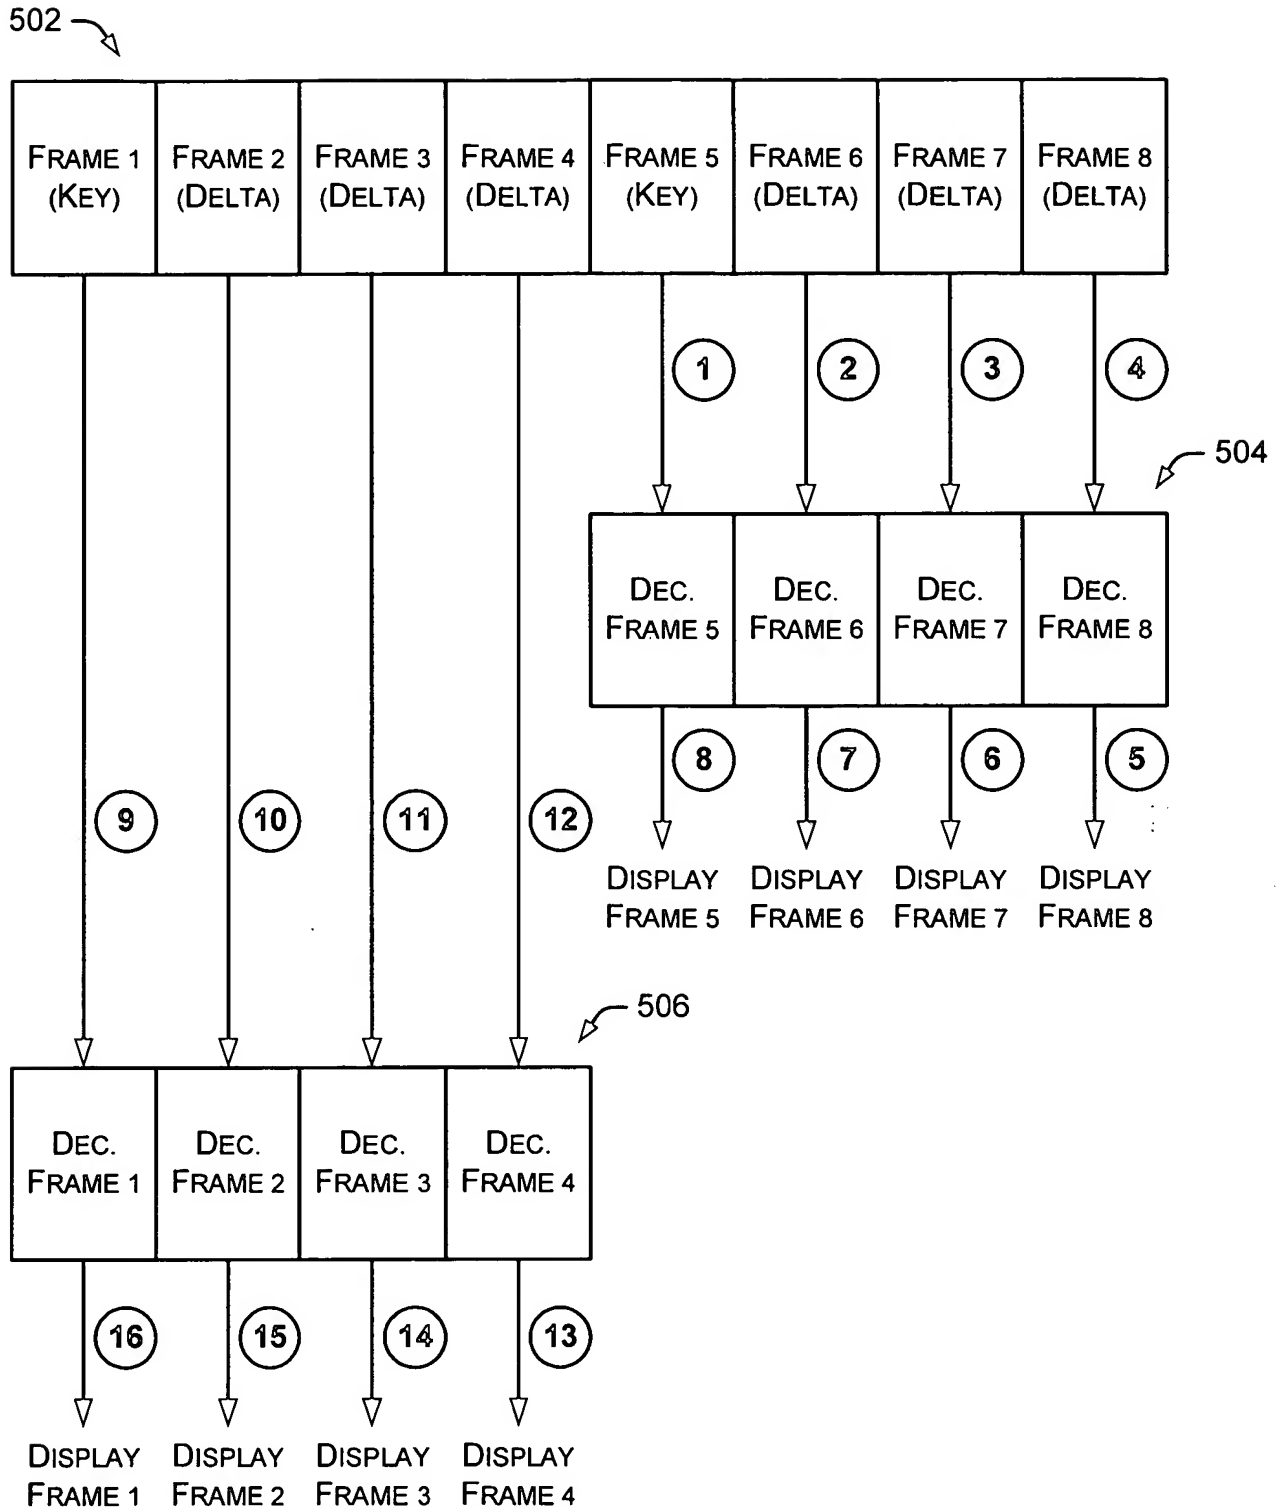 502
FRAME 1
(KEY)
FRAME 2
(DELTA)
FRAME 3
(DELTA)
FRAME 4
(DELTA)
FRAME 5
(KEY)
FRAME 6
(DELTA)
FRAME 7
(DELTA)
FRAME 8
(DELTA)
1
2
3
4
504
DEC.
FRAME 5
DEC.
FRAME 6
DEC.
FRAME 7
DEC.
FRAME 8
8
7
6
5
9
10
11
12
DISPLAY
FRAME 5
DISPLAY
FRAME 6
DISPLAY
FRAME 7
DISPLAY
FRAME 8
506
DEC.
FRAME 1
DEC.
FRAME 2
DEC.
FRAME 3
DEC.
FRAME 4
16
15
14
13
DISPLAY
FRAME 1
DISPLAY
FRAME 2
DISPLAY
FRAME 3
DISPLAY
FRAME 4